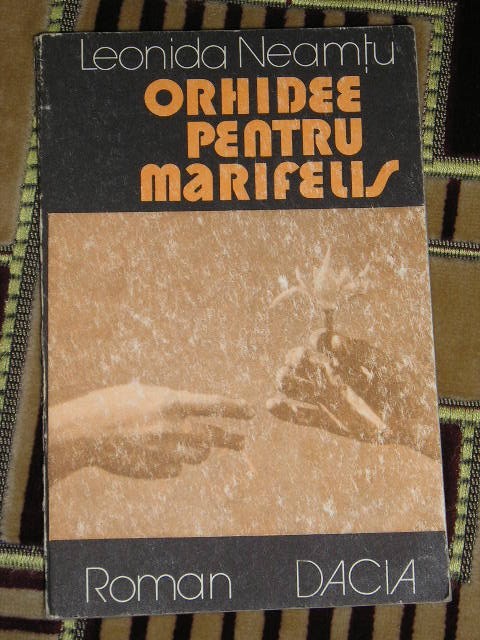 Leonida Neamțu
ORHIDEE
PENTRU
MARIFELIS
Roman DACIA